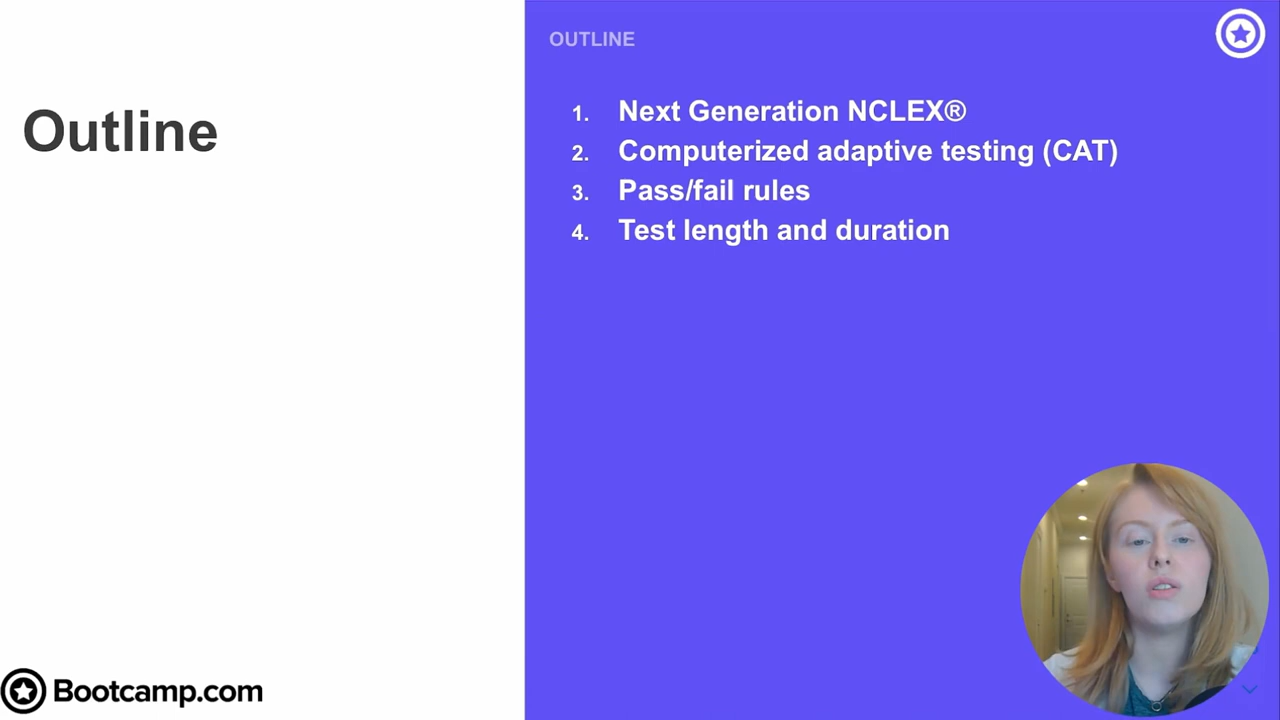 Outline
OUTLINE
1. Next Generation NCLEX®
2. Computerized adaptive testing (CAT)
3. Pass/fail rules
4. Test length and duration
Bootcamp.com